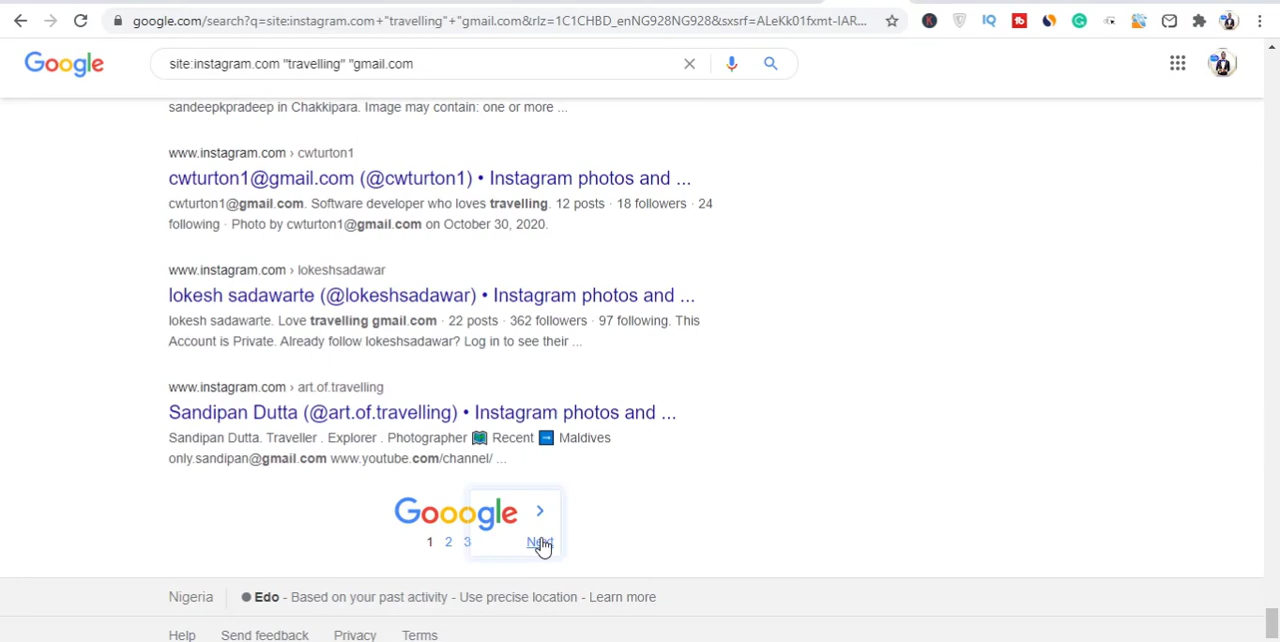 google.com/search?q=site:instagram.com+"travelling"+"gmail.com&rlz=1C1CHBD_enNG928NG928&sxsrf=ALeKk01fxmt-IAR...
Google
site:instagram.com "travelling" "gmail.com
sandeepkpradeep in Chakkipara. Image may contain: one or more ...
www.instagram.com › cwturton1
cwturton1@gmail.com (@cwturton1) • Instagram photos and ...
cwturton1@gmail.com. Software developer who loves travelling. 12 posts · 18 followers · 24
following · Photo by cwturton1@gmail.com on October 30, 2020.
www.instagram.com › lokeshsadawar
lokesh sadawarte (@lokeshsadawar) • Instagram photos and ...
lokesh sadawarte. Love travelling gmail.com · 22 posts · 362 followers · 97 following. This
Account is Private. Already follow lokeshsadawar? Log in to see their ...
www.instagram.com › art.of.travelling
Sandipan Dutta (@art.of.travelling) • Instagram photos and ...
Sandipan Dutta. Traveller . Explorer . Photographer Recent Maldives
only.sandipan@gmail.com www.youtube.com/channel/ ...
Gooogle >
1 2 3 Next
Nigeria Edo - Based on your past activity - Use precise location - Learn more
Help Send feedback Privacy Terms